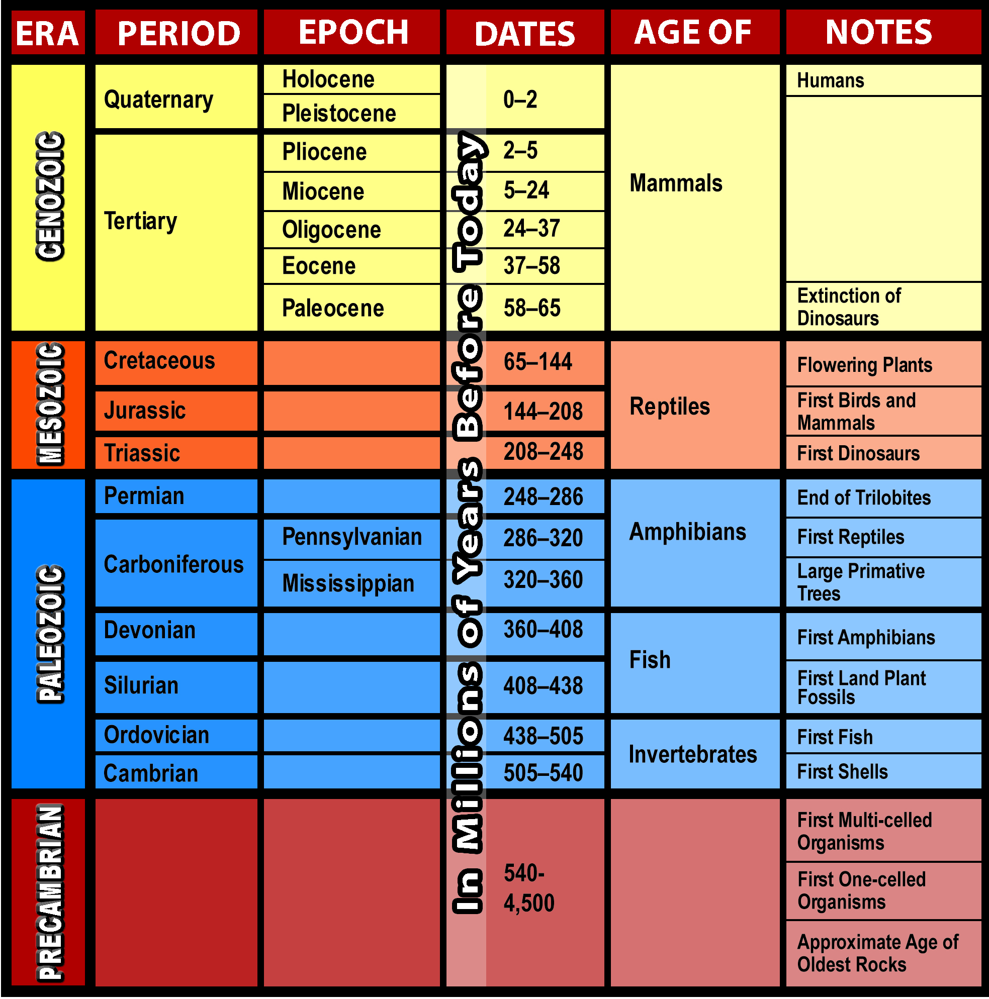 ERA PERIOD EPOCH DATES AGE OF NOTES
CENOZOIC
Quaternary
Holocene
Pleistocene
0–2
Mammals
Humans
Tertiary
Pliocene
2–5
Miocene
5–24
Oligocene
24–37
Eocene
37–58
Paleocene
58–65
Extinction of
Dinosaurs
MESOZOIC
Cretaceous
65–144
Reptiles
Flowering Plants
Jurassic
144–208
First Birds and
Mammals
Triassic
208–248
First Dinosaurs
PALEOZOIC
Permian
248–286
Amphibians
End of Trilobites
Carboniferous
Pennsylvanian
286–320
First Reptiles
Mississippian
320–360
Large Primative
Trees
Devonian
360–408
Fish
First Amphibians
Silurian
408–438
First Land Plant
Fossils
Ordovician
438–505
Invertebrates
First Fish
Cambrian
505–540
First Shells
PRECAMBRIAN
540-
4,500
First Multi-celled
Organisms
First One-celled
Organisms
Approximate Age of
Oldest Rocks
In Millions of Years Before Today